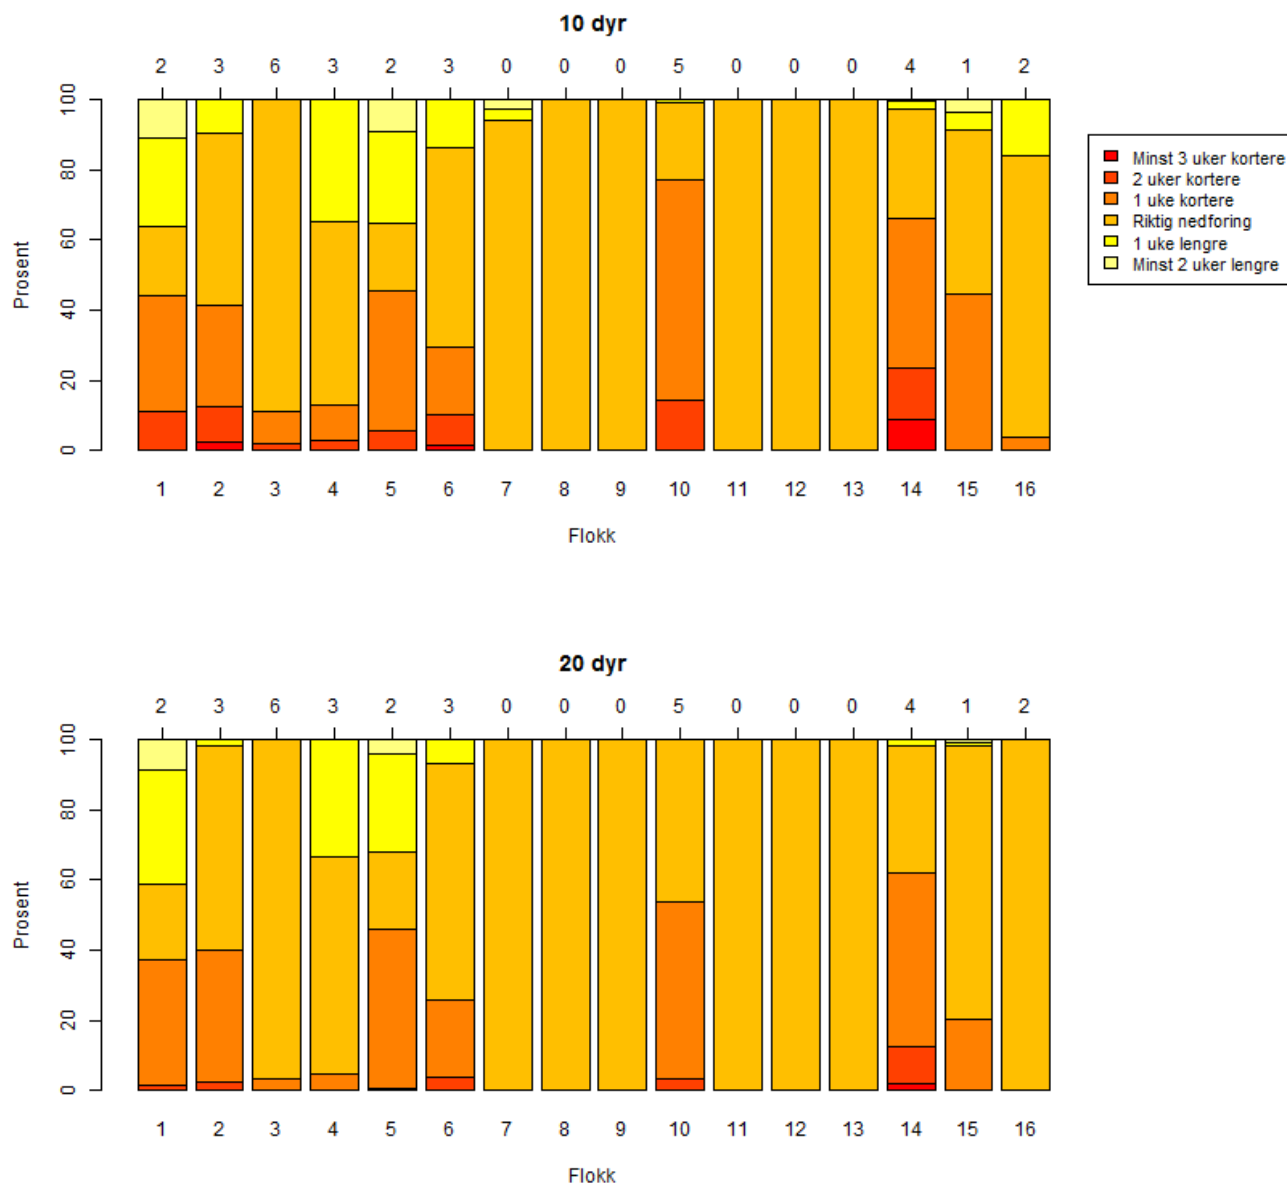 10 dyr
2 3 6 3 2 3 0 0 0 5 0 0 0 4 1 2
100
80
60
40
20
0
Prosent
1 2 3 4 5 6 7 8 9 10 11 12 13 14 15 16
Flokk
Minst 3 uker kortere
2 uker kortere
1 uke kortere
Riktig nedforing
1 uke lengre
Minst 2 uker lengre
20 dyr
2 3 6 3 2 3 0 0 0 5 0 0 0 4 1 2
100
80
60
40
20
0
Prosent
1 2 3 4 5 6 7 8 9 10 11 12 13 14 15 16
Flokk